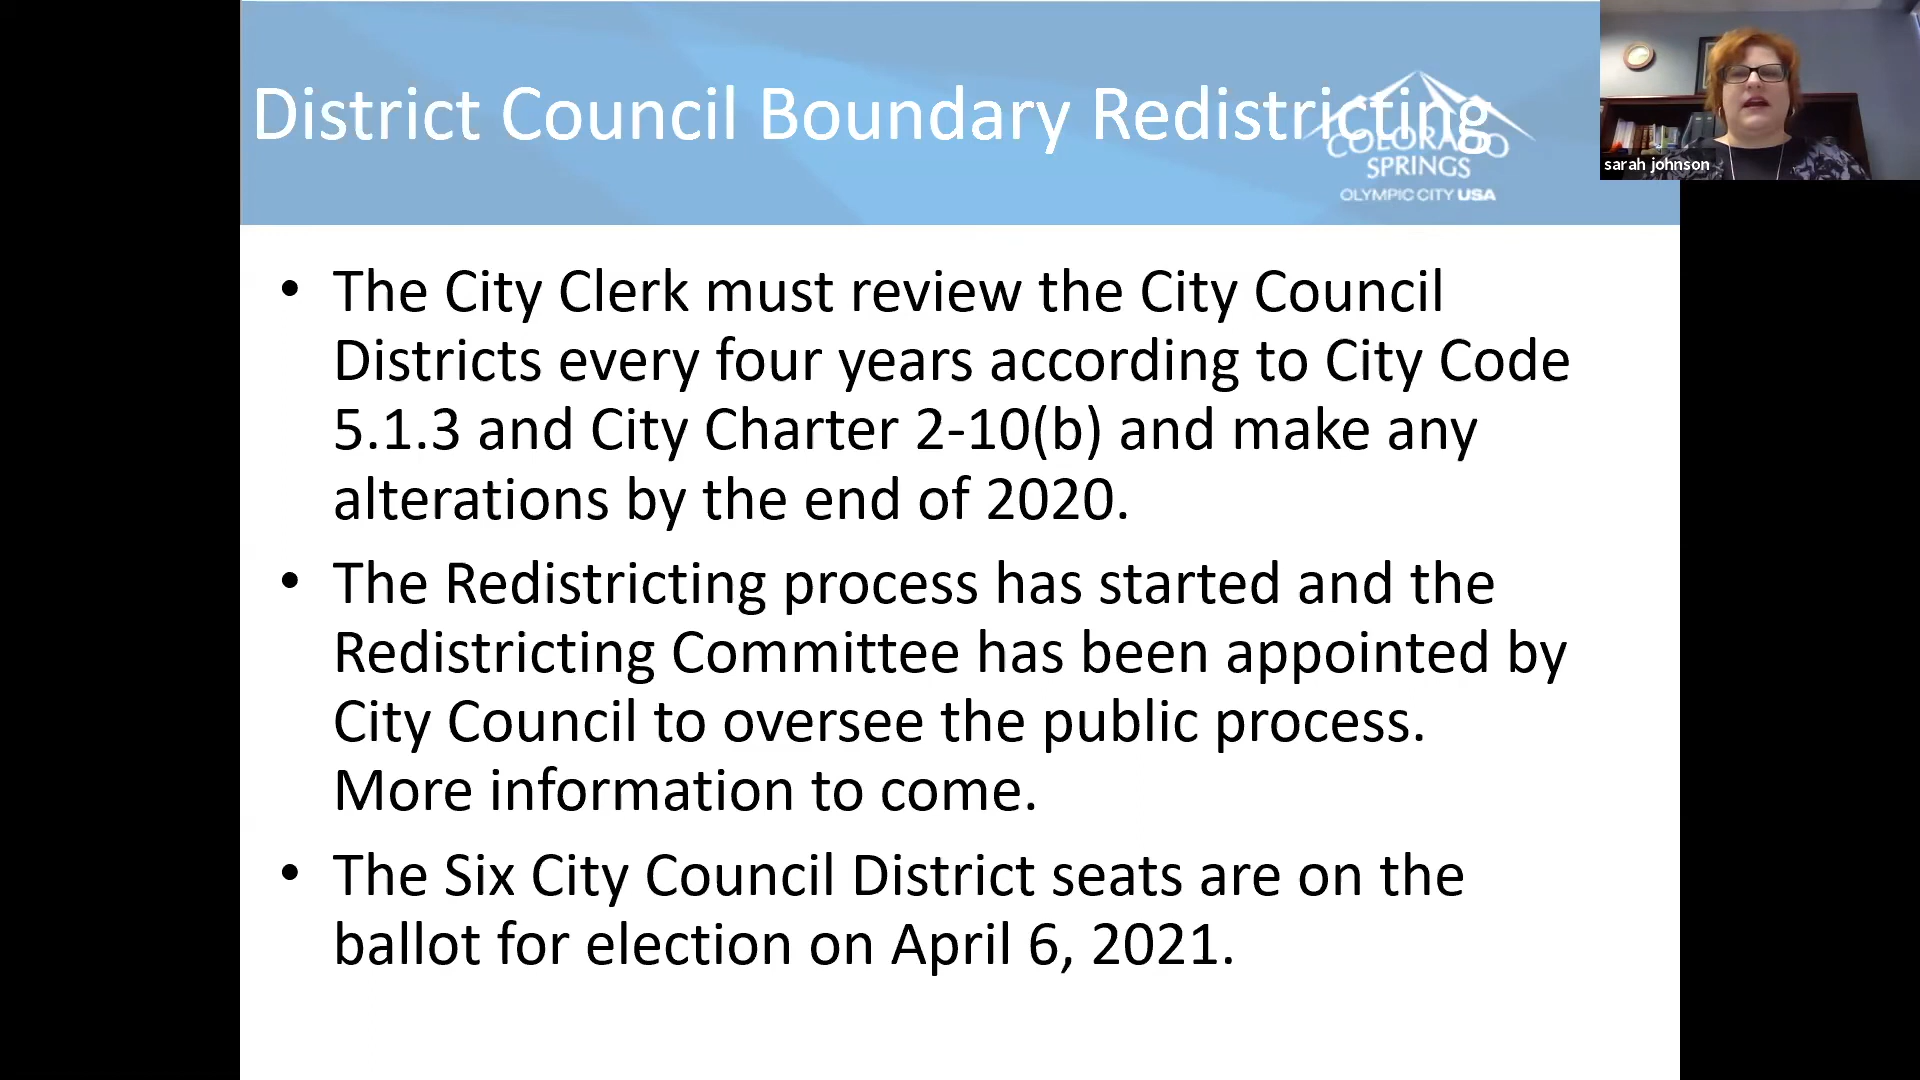 District Council Boundary Redistricting
COLORADO
SPRINGS
OLYMPIC CITY USA
sarah johnson
• The City Clerk must review the City Council
Districts every four years according to City Code
5.1.3 and City Charter 2-10(b) and make any
alterations by the end of 2020.
• The Redistricting process has started and the
Redistricting Committee has been appointed by
City Council to oversee the public process.
More information to come.
• The Six City Council District seats are on the
ballot for election on April 6, 2021.